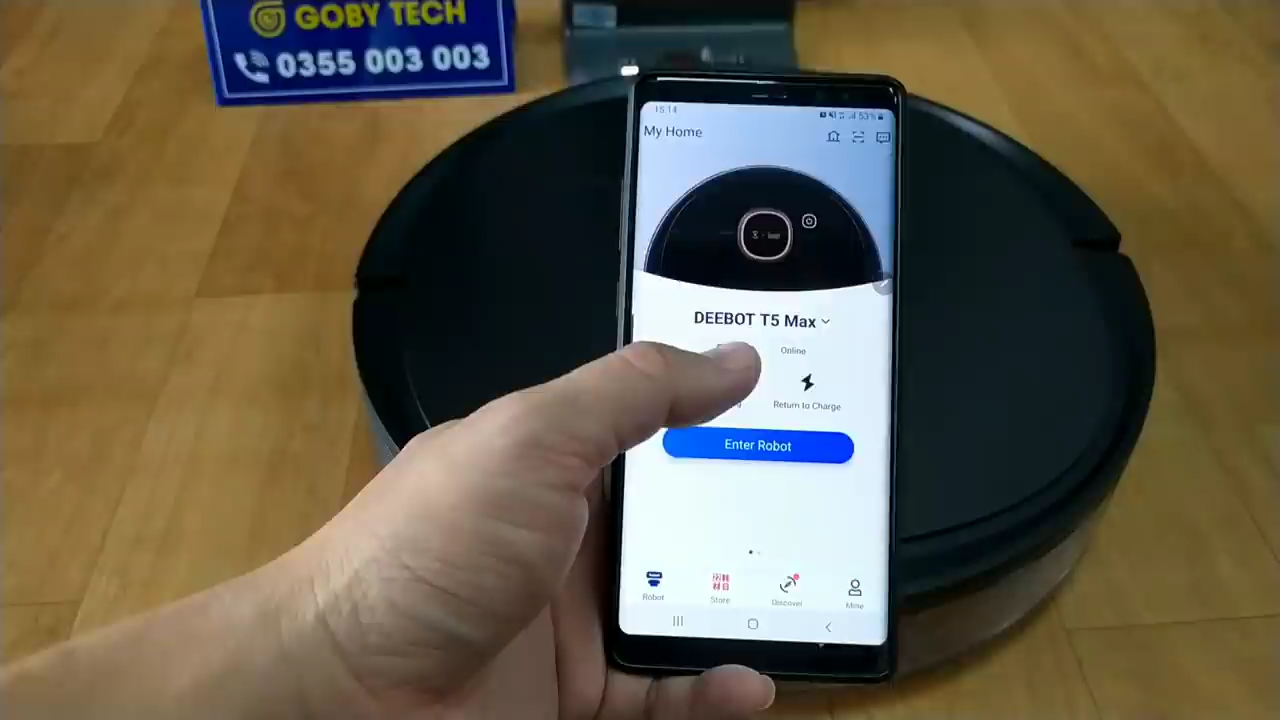 GOBY TECH
0355 003 003
15:14
53%
My Home
DEEBOT T5 Max
Online
Return to Charge
Enter Robot
Robot
Store
Discover
Mine